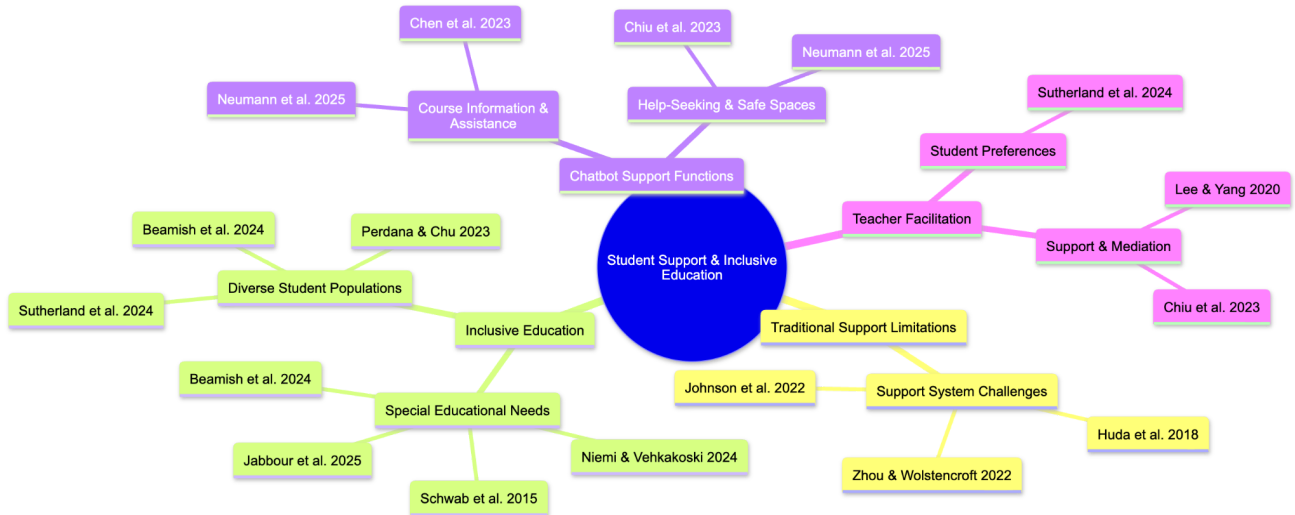 Chen et al. 2023
Neumann et al. 2025
Course Information &
Assistance
Chiu et al. 2023
Neumann et al. 2025
Help-Seeking & Safe Spaces
Chatbot Support Functions
Sutherland et al. 2024
Student Preferences
Teacher Facilitation
Lee & Yang 2020
Support & Mediation
Chiu et al. 2023
Student Support & Inclusive
Education
Beamish et al. 2024
Perdana & Chu 2023
Diverse Student Populations
Sutherland et al. 2024
Inclusive Education
Beamish et al. 2024
Special Educational Needs
Jabbour et al. 2025
Schwab et al. 2015
Niemi & Vehkakoski 2024
Traditional Support Limitations
Johnson et al. 2022
Support System Challenges
Huda et al. 2018
Zhou & Wolstencroft 2022